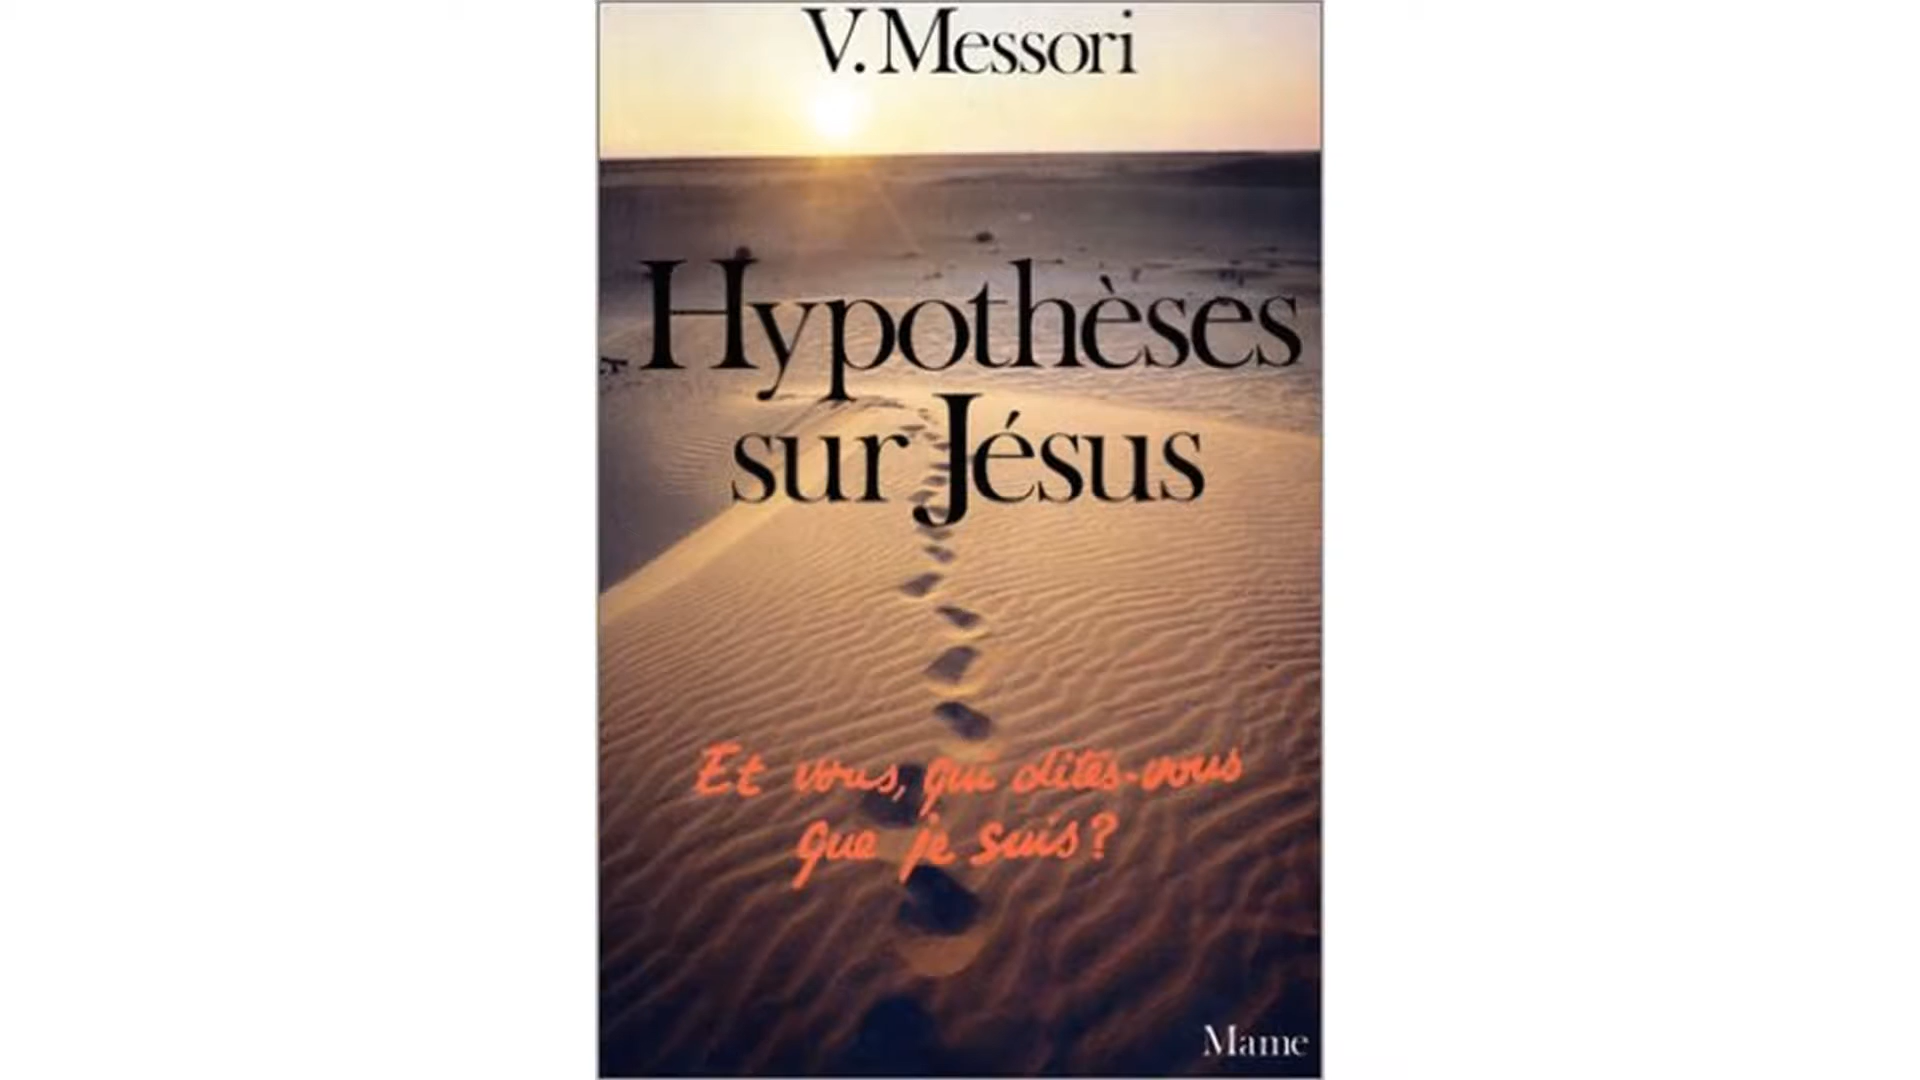 V. Messori
Hypothèses
sur Jésus
Et vous, qui dites-vous
que je suis?
Mame